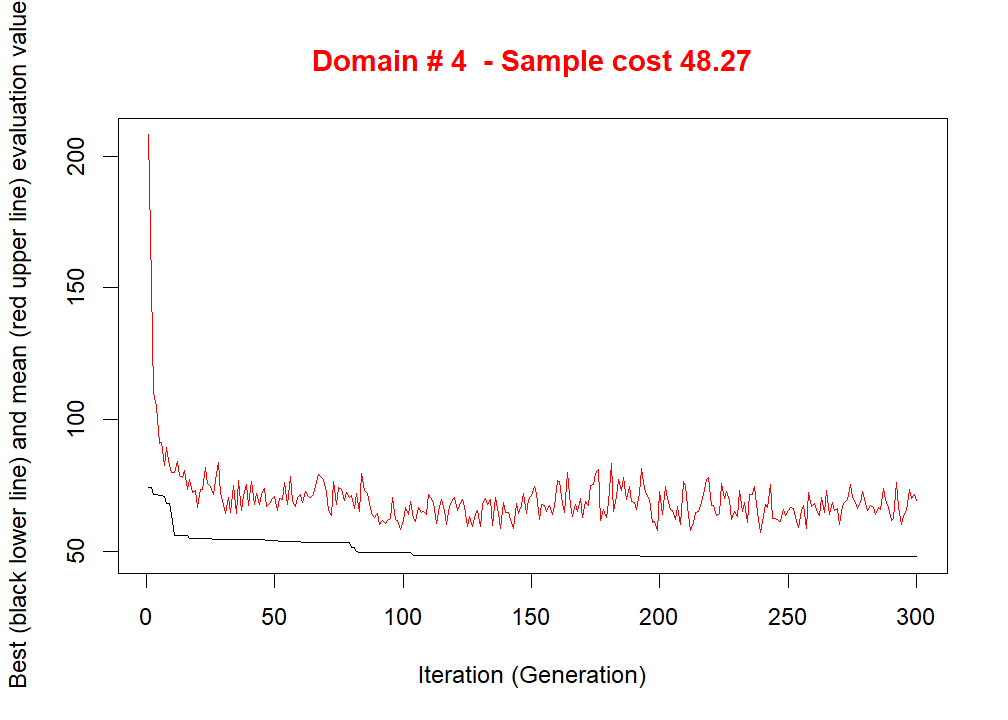 Domain # 4  - Sample cost 48.27
Best (black lower line) and mean (red upper line) evaluation value
200
150
100
50
0 50 100 150 200 250 300
Iteration (Generation)